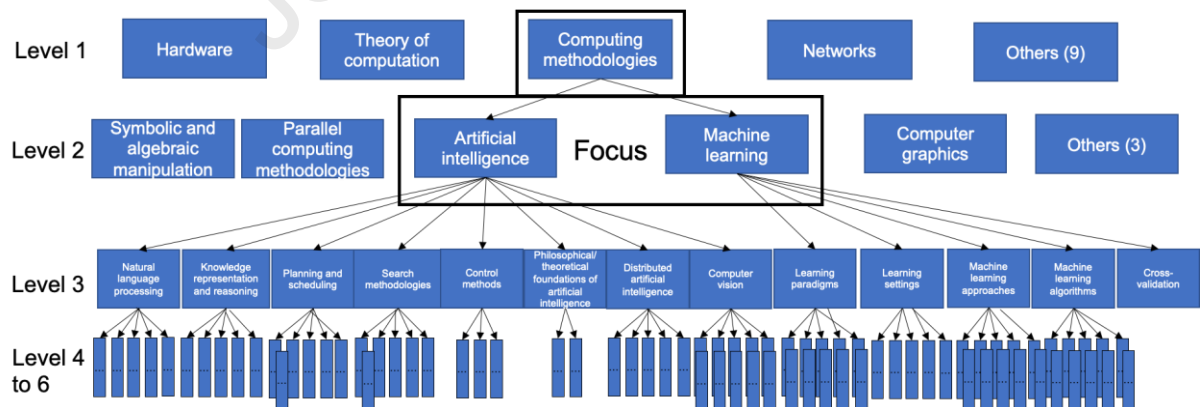 Level 1
Hardware
Theory of
computation
Computing
methodologies
Networks
Others (9)
Level 2
Symbolic and
algebraic
manipulation
Parallel
computing
methodologies
Artificial
intelligence
Focus
Machine
learning
Computer
graphics
Others (3)
Level 3
Natural
language
processing
Knowledge
representation
and reasoning
Planning and
scheduling
Search
methodologies
Control
methods
Philosophical/
theoretical
foundations of
artificial
intelligence
Distributed
artificial
intelligence
Computer
vision
Learning
paradigms
Learning
settings
Machine
learning
approaches
Machine
learning
algorithms
Cross-
validation
Level 4
to 6